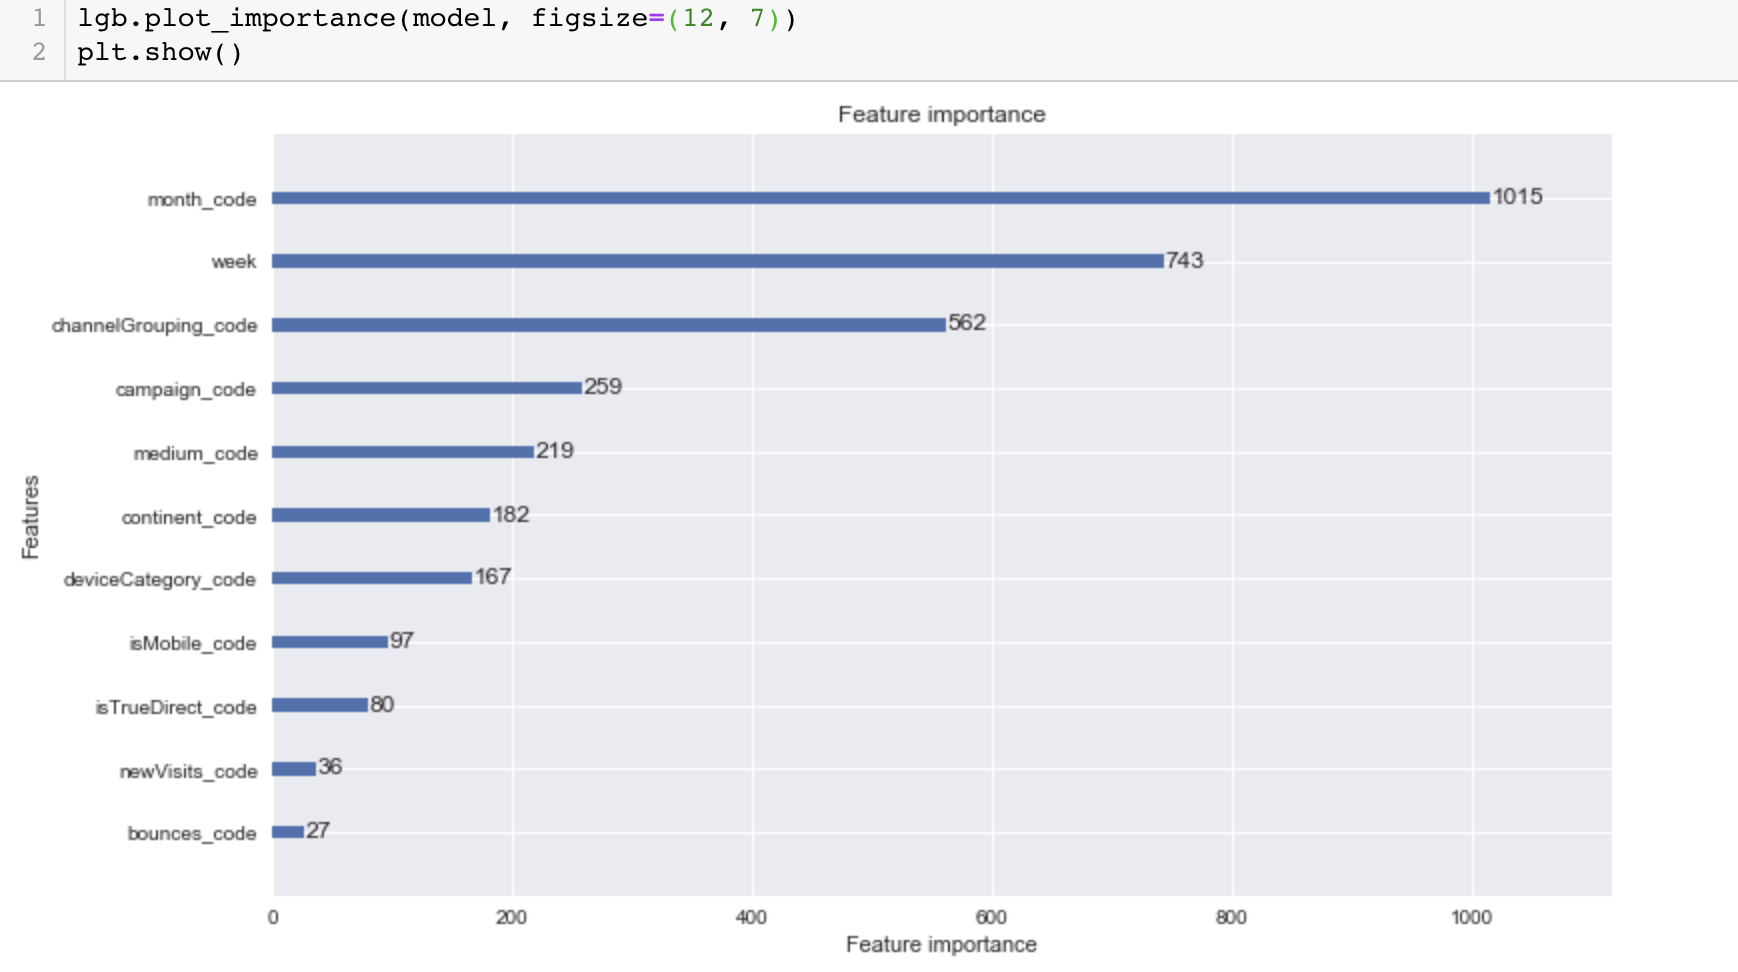 1 lgb.plot_importance(model, figsize=(12, 7))
2 plt.show()
Feature importance
month_code 1015
week 743
channelGrouping_code 562
campaign_code 259
medium_code 219
continent_code 182
deviceCategory_code 167
isMobile_code 97
isTrueDirect_code 80
newVisits_code 36
bounces_code 27
Features
0 200 400 600 800 1000
Feature importance